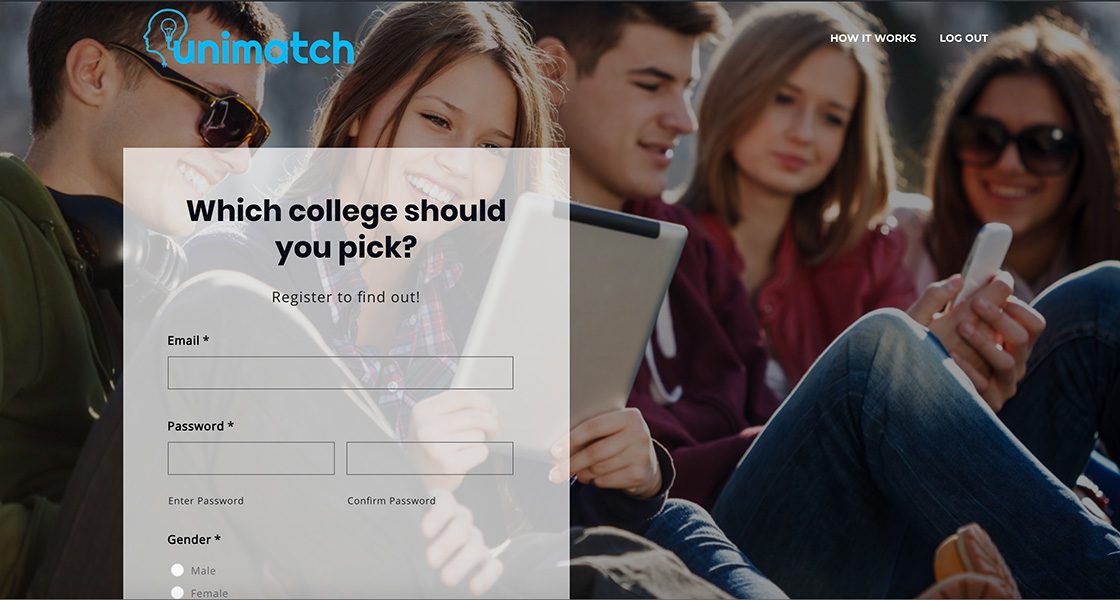 unimatch
HOW IT WORKS
LOG OUT
Which college should
you pick?
Register to find out!
Email *
Password *
Enter Password
Confirm Password
Gender *
Male
Female